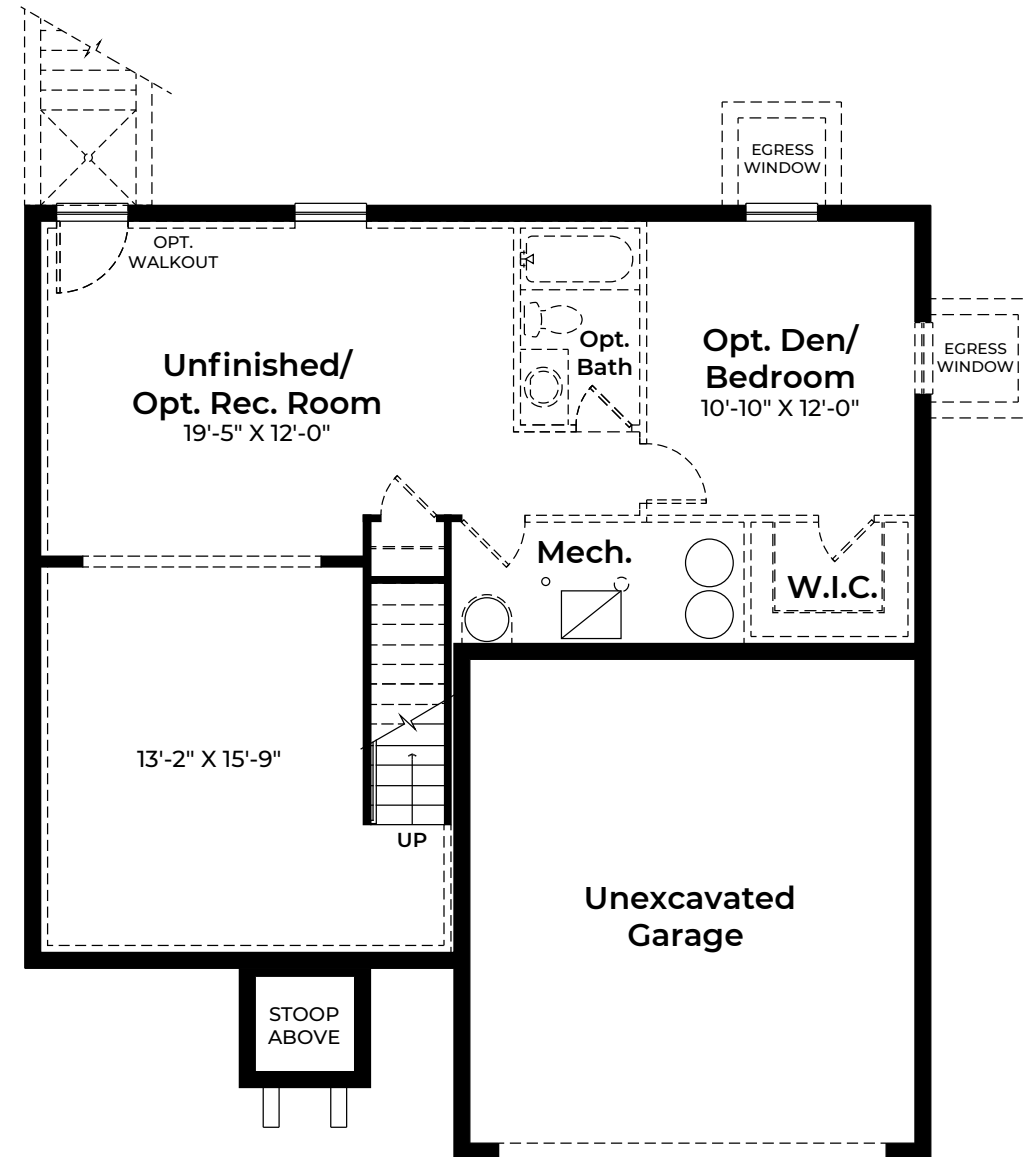 EGRESS
WINDOW
OPT.
WALKOUT
Opt.
Bath
Opt. Den/
Bedroom
10'-10" X 12'-0"
EGRESS
WINDOW
Unfinished/
Opt. Rec. Room
19'-5" X 12'-0"
Mech.
W.I.C.
13'-2" X 15'-9"
UP
Unexcavated
Garage
STOOP
ABOVE